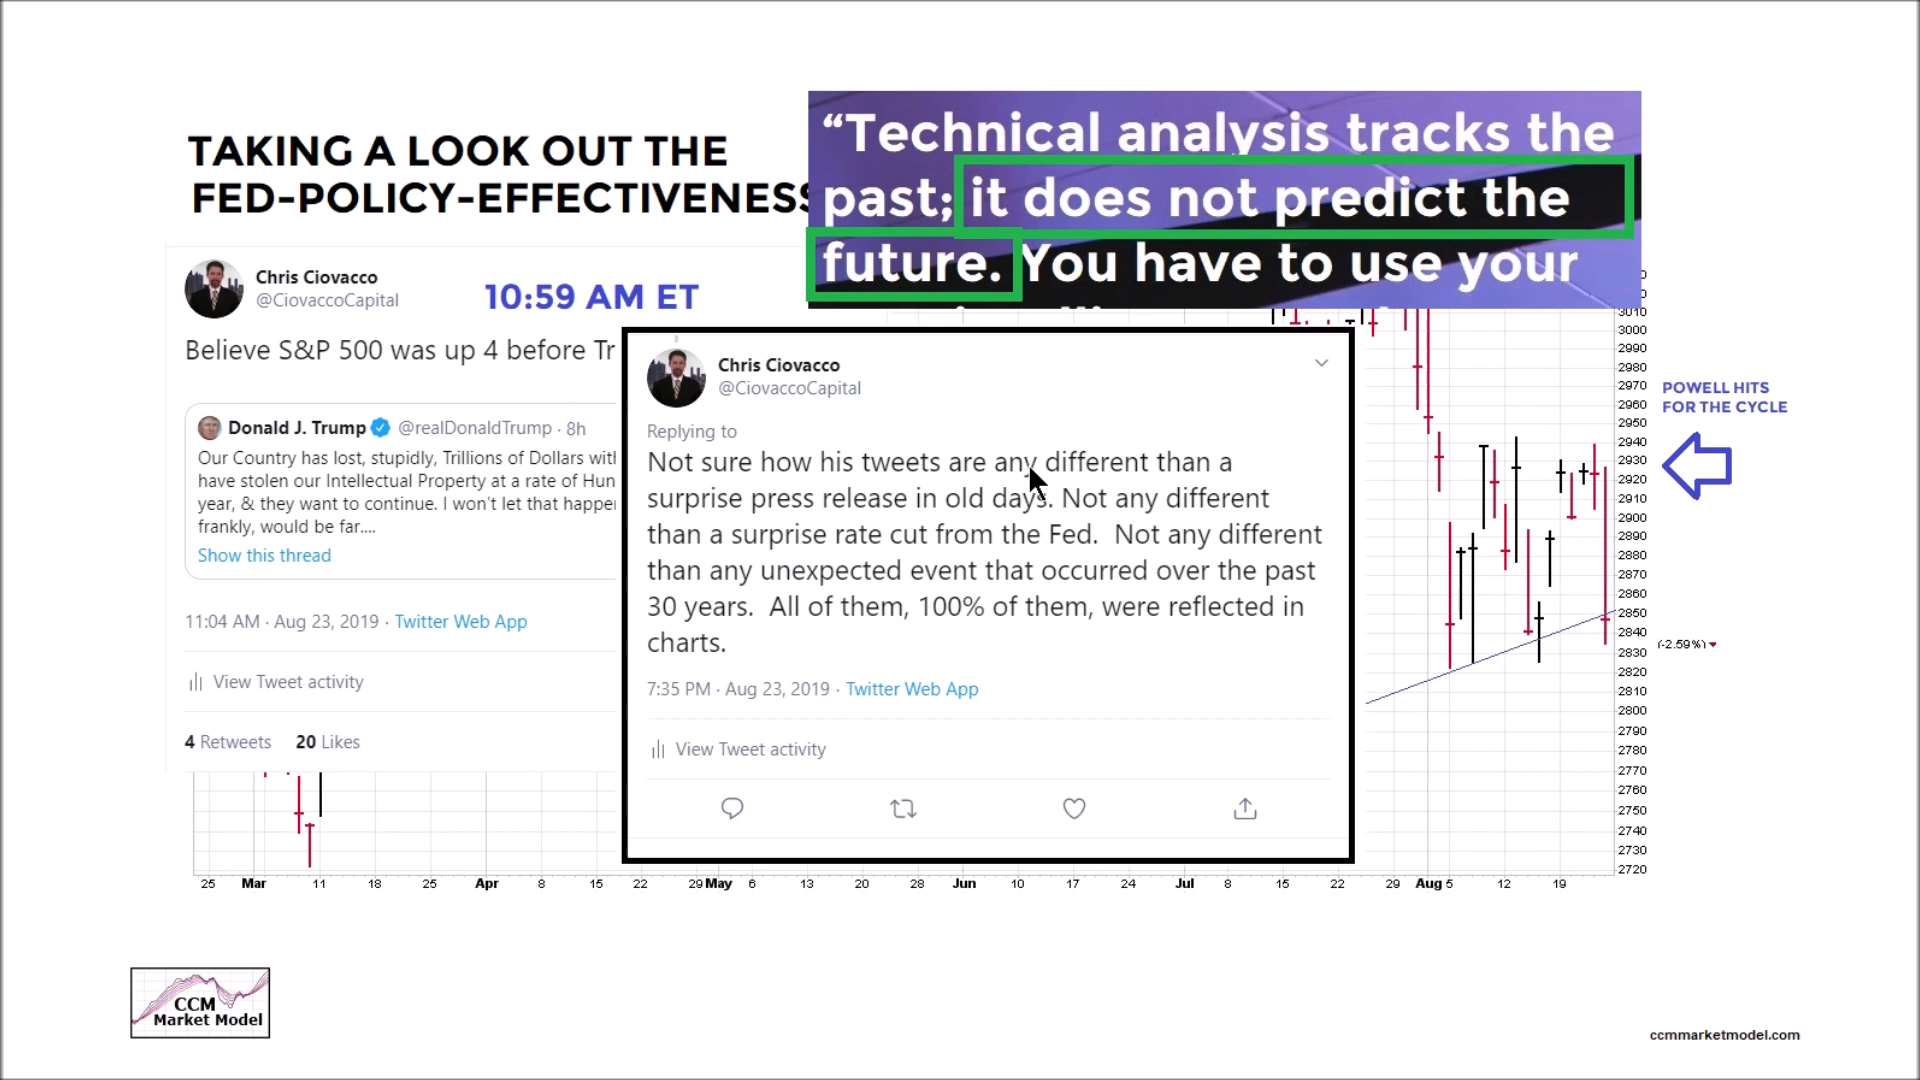 TAKING A LOOK OUT THE
FED-POLICY-EFFECTIVENESS
“Technical analysis tracks the
past; it does not predict the
future. You have to use your
Chris Ciovacco
@CiovaccoCapital
10:59 AM ET
Believe S&P 500 was up 4 before Tr
Donald J. Trump @realDonaldTrump · 8h
Our Country has lost, stupidly, Trillions of Dollars wit
have stolen our Intellectual Property at a rate of Hun
year, & they want to continue. I won't let that happe
frankly, would be far....
Show this thread
11:04 AM · Aug 23, 2019 · Twitter Web App
View Tweet activity
4 Retweets 20 Likes
Chris Ciovacco
@CiovaccoCapital
Replying to
Not sure how his tweets are any different than a
surprise press release in old days. Not any different
than a surprise rate cut from the Fed. Not any different
than any unexpected event that occurred over the past
30 years. All of them, 100% of them, were reflected in
charts.
7:35 PM · Aug 23, 2019 · Twitter Web App
View Tweet activity
3010
3000
2990
2980
2970
2960
2950
2940
2930
2920
2910
2900
2890
2880
2870
2860
2850
2840
2830
2820
2810
2800
2790
2780
2770
2760
2750
2740
2730
2720
POWELL HITS
FOR THE CYCLE
(-2.59%)
25 Mar 11 18 25 Apr 8 15 22 29 May 6 13 20 28 Jun 10 17 24 Jul 8 15 22 29 Aug 5 12 19
CCM
Market Model
ccmmarketmodel.com